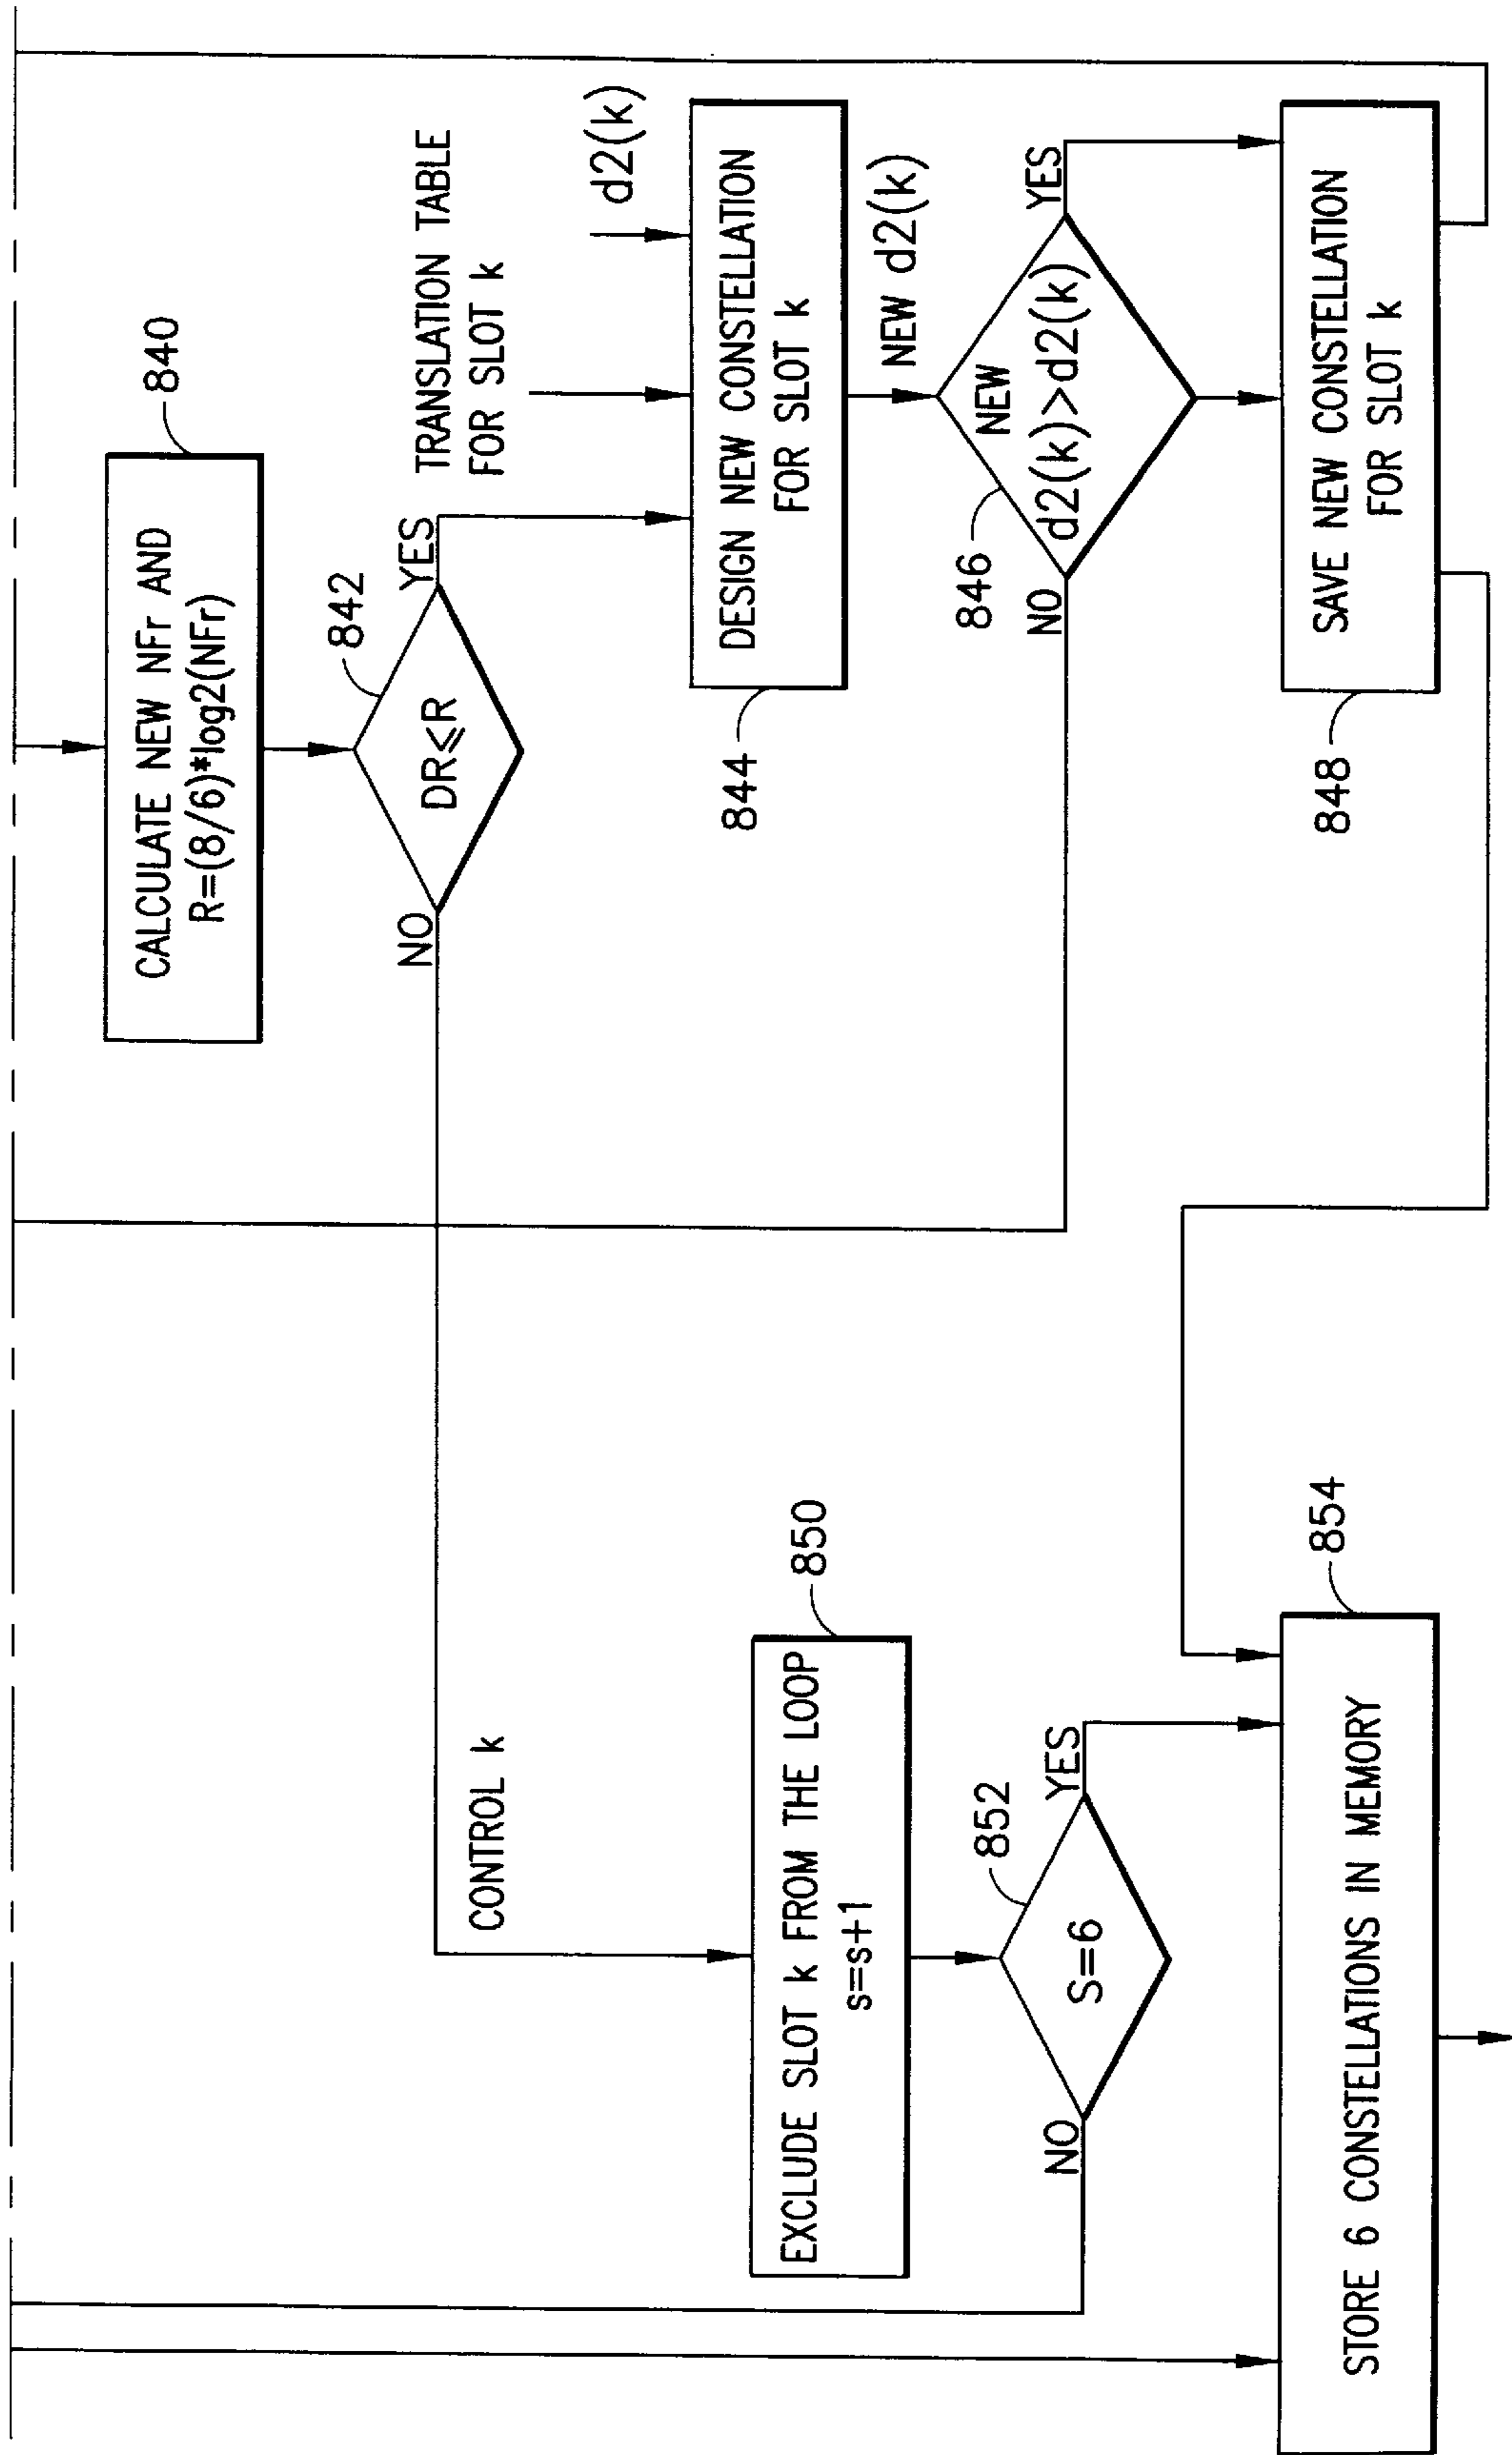 840
CALCULATE NEW NFr AND
R=(8/6)*log2(NFr)
842
DR≤R
NO
YES
TRANSLATION TABLE
FOR SLOT k
d2(k)
844
DESIGN NEW CONSTELLATION
FOR SLOT k
NEW d2(k)
846
NEW
d2(k)>d2(k)
NO
YES
848
SAVE NEW CONSTELLATION
FOR SLOT k
CONTROL k
850
EXCLUDE SLOT k FROM THE LOOP
s=s+1
852
S=6
NO
YES
854
STORE 6 CONSTELLATIONS IN MEMORY